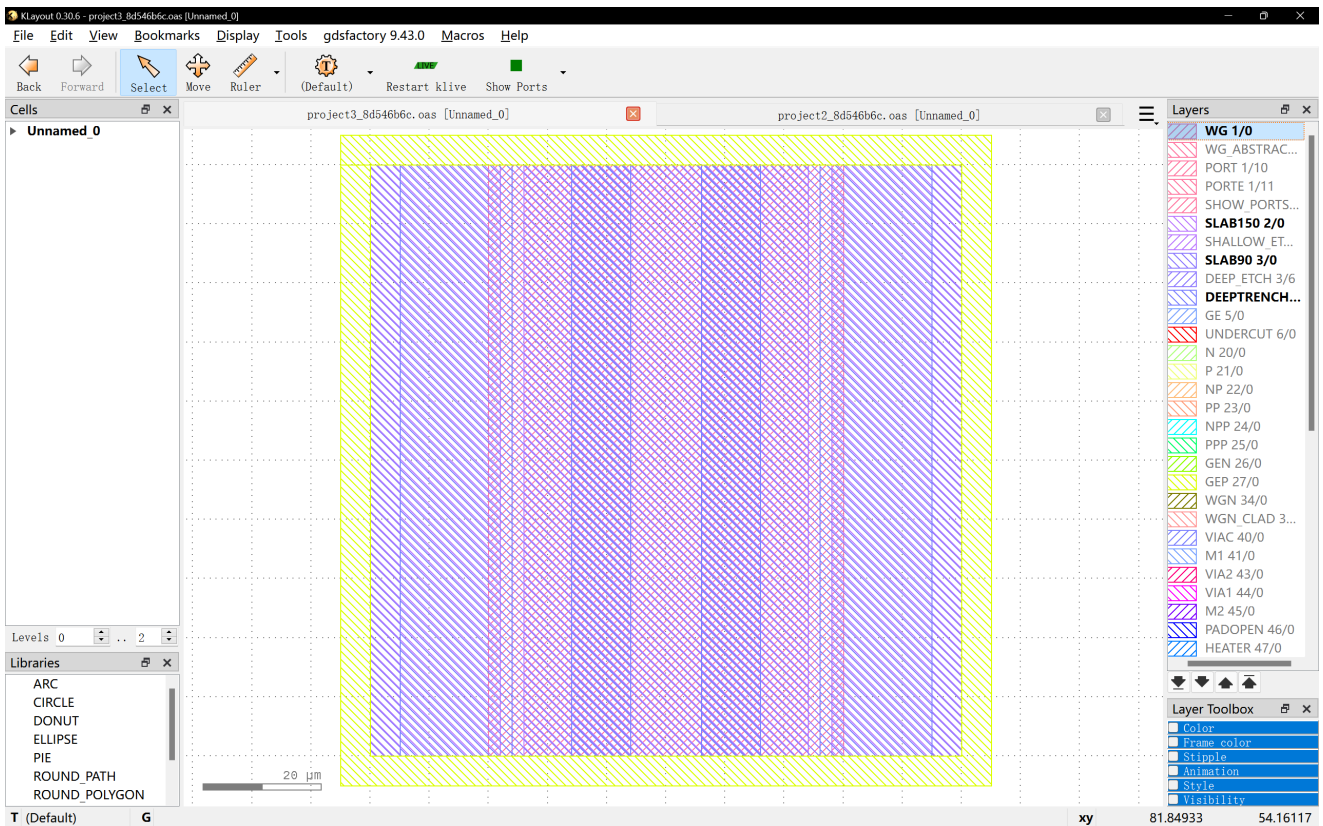 KLayout 0.30.6 - project3_8d546b6c.oas [Unnamed_0]
File Edit View Bookmarks Display Tools gdsfactory 9.43.0 Macros Help
Back Forward Select Move Ruler (Default) LIVE Restart klive Show Ports
Cells
Unnamed_0
Levels 0 .. 2
Libraries
ARC
CIRCLE
DONUT
ELLIPSE
PIE
ROUND_PATH
ROUND_POLYGON
project3_8d546b6c.oas [Unnamed_0]
project2_8d546b6c.oas [Unnamed_0]
20 µm
Layers
WG 1/0
WG_ABSTRAC...
PORT 1/10
PORTE 1/11
SHOW_PORTS...
SLAB150 2/0
SHALLOW_ET...
SLAB90 3/0
DEEP_ETCH 3/6
DEEPTRENCH...
GE 5/0
UNDERCUT 6/0
N 20/0
P 21/0
NP 22/0
PP 23/0
NPP 24/0
PPP 25/0
GEN 26/0
GEP 27/0
WGN 34/0
WGN_CLAD 3...
VIAC 40/0
M1 41/0
VIA2 43/0
VIA1 44/0
M2 45/0
PADOPEN 46/0
HEATER 47/0
Layer Toolbox
Color
Frame color
Stipple
Animation
Style
Visibility
T (Default) G xy 81.84933 54.16117